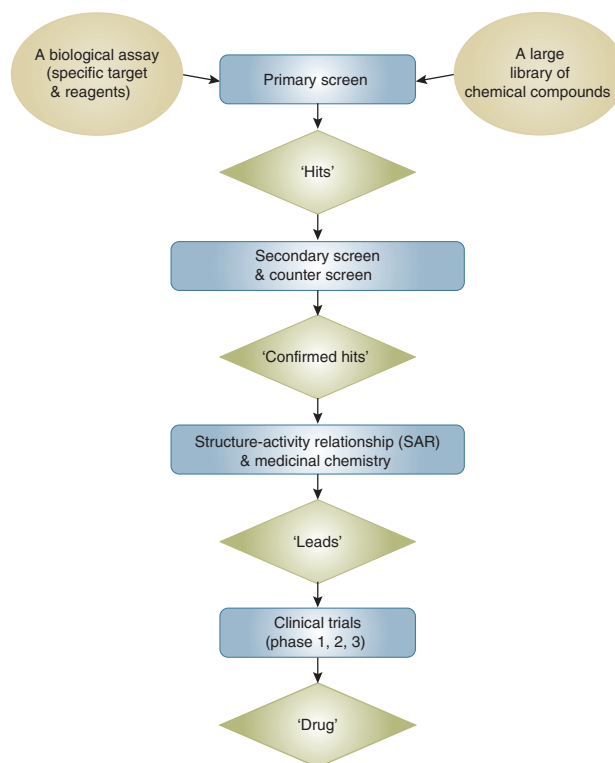 A biological assay
(specific target
& reagents)
Primary screen
A large
library of
chemical compounds
‘Hits’
Secondary screen
& counter screen
‘Confirmed hits’
Structure-activity relationship (SAR)
& medicinal chemistry
‘Leads’
Clinical trials
(phase 1, 2, 3)
‘Drug’